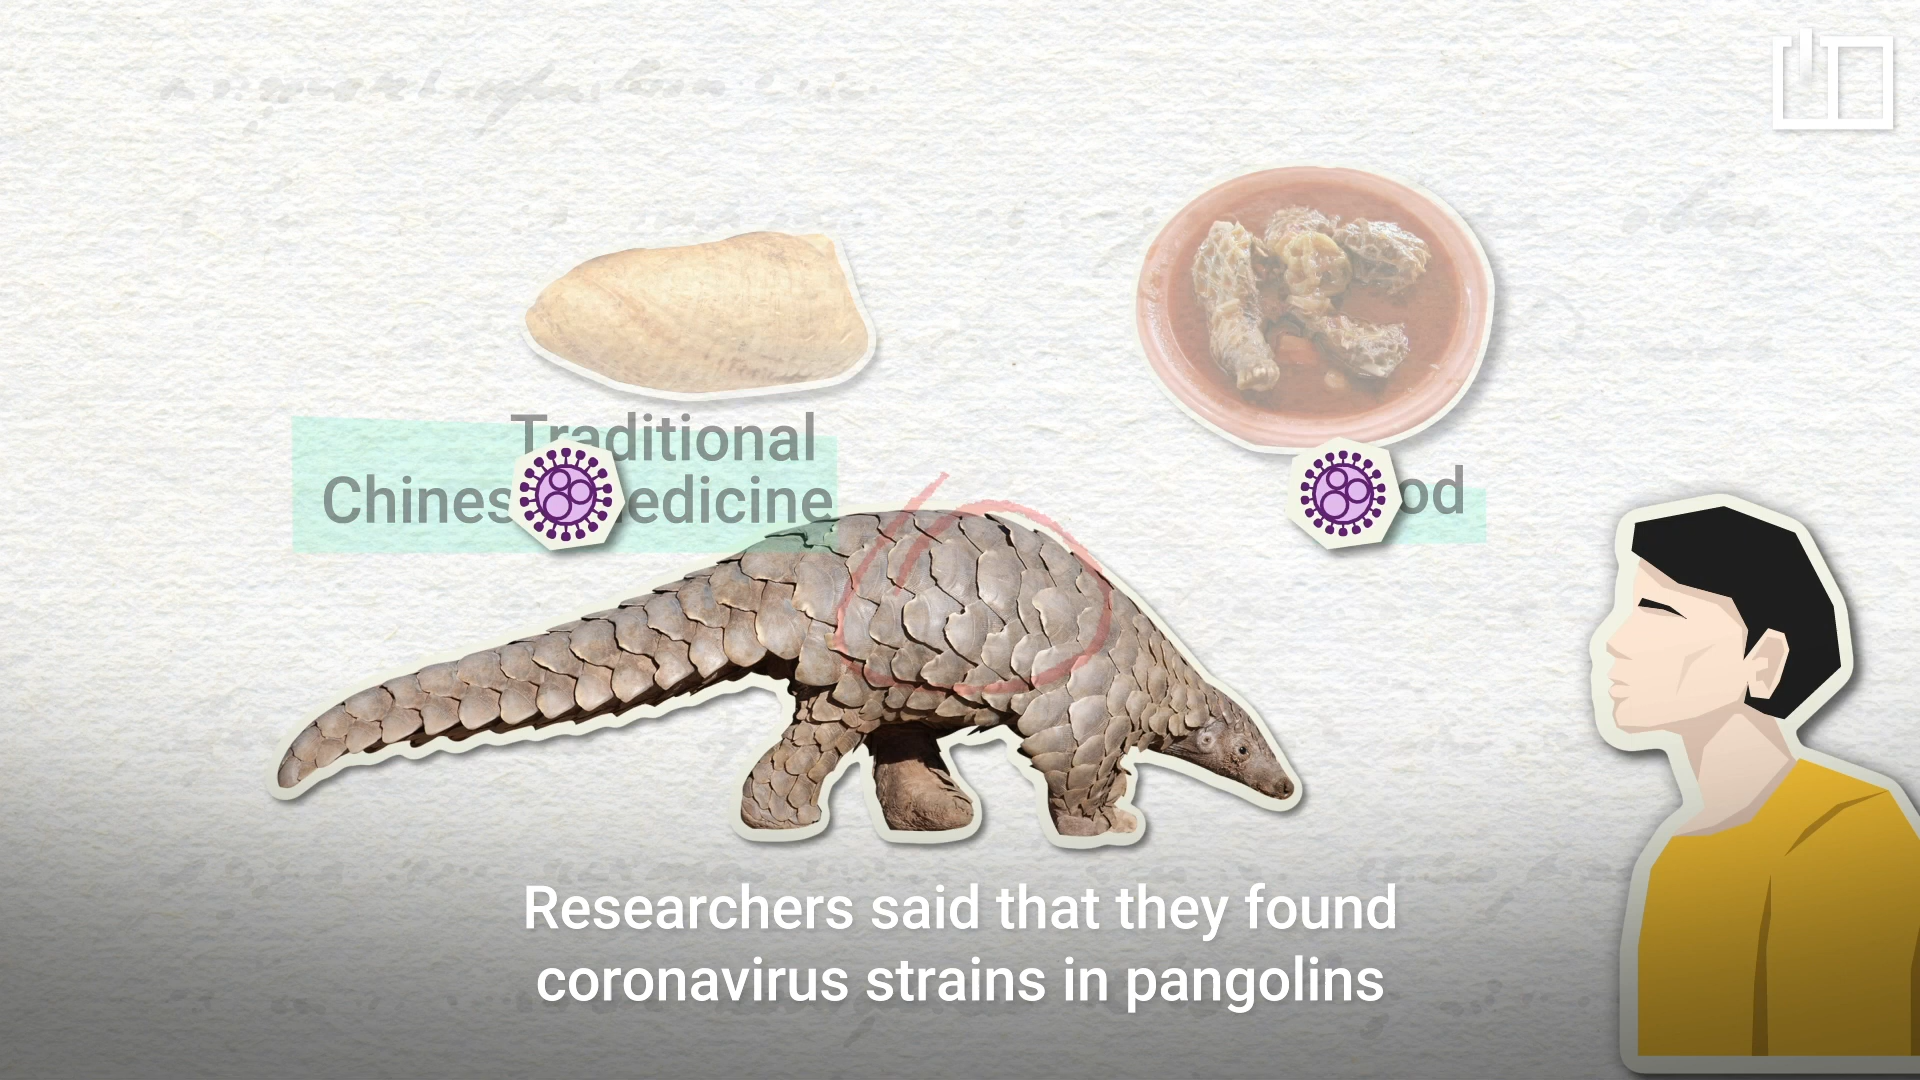 Traditional
Chines edicine
od
Researchers said that they found
coronavirus strains in pangolins